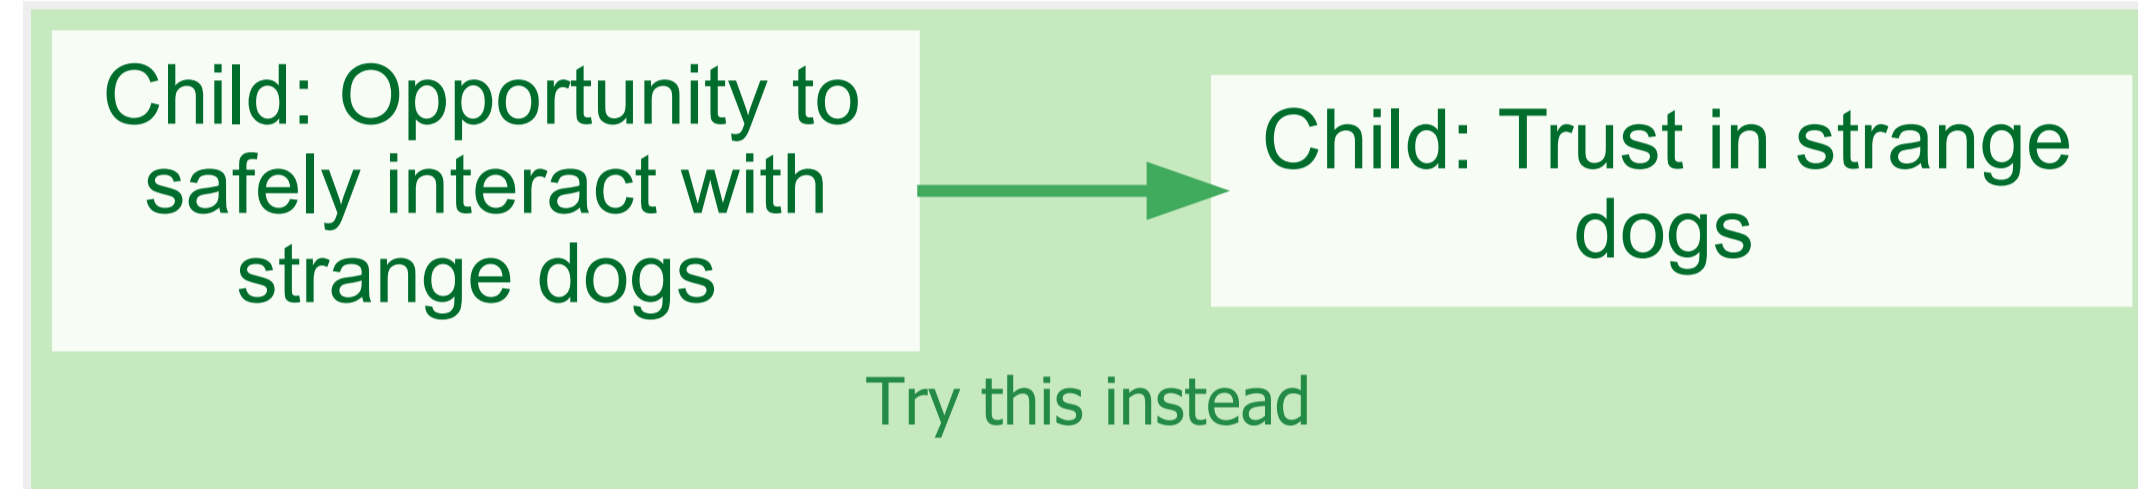 Child: Opportunity to
safely interact with
strange dogs
Child: Trust in strange
dogs
Try this instead